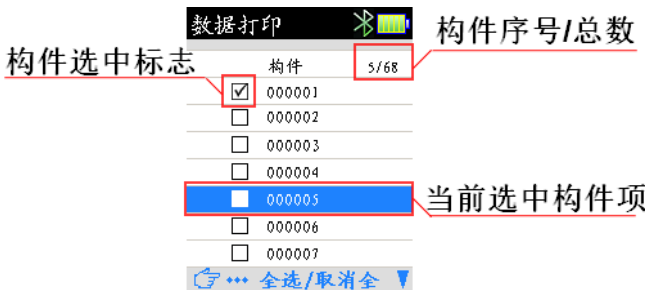 数据打印
构件序号/总数
构件选中标志
构件 5/68
000001
000002
000003
000004
000005
当前选中构件项
000006
000007
··· 全选/取消全